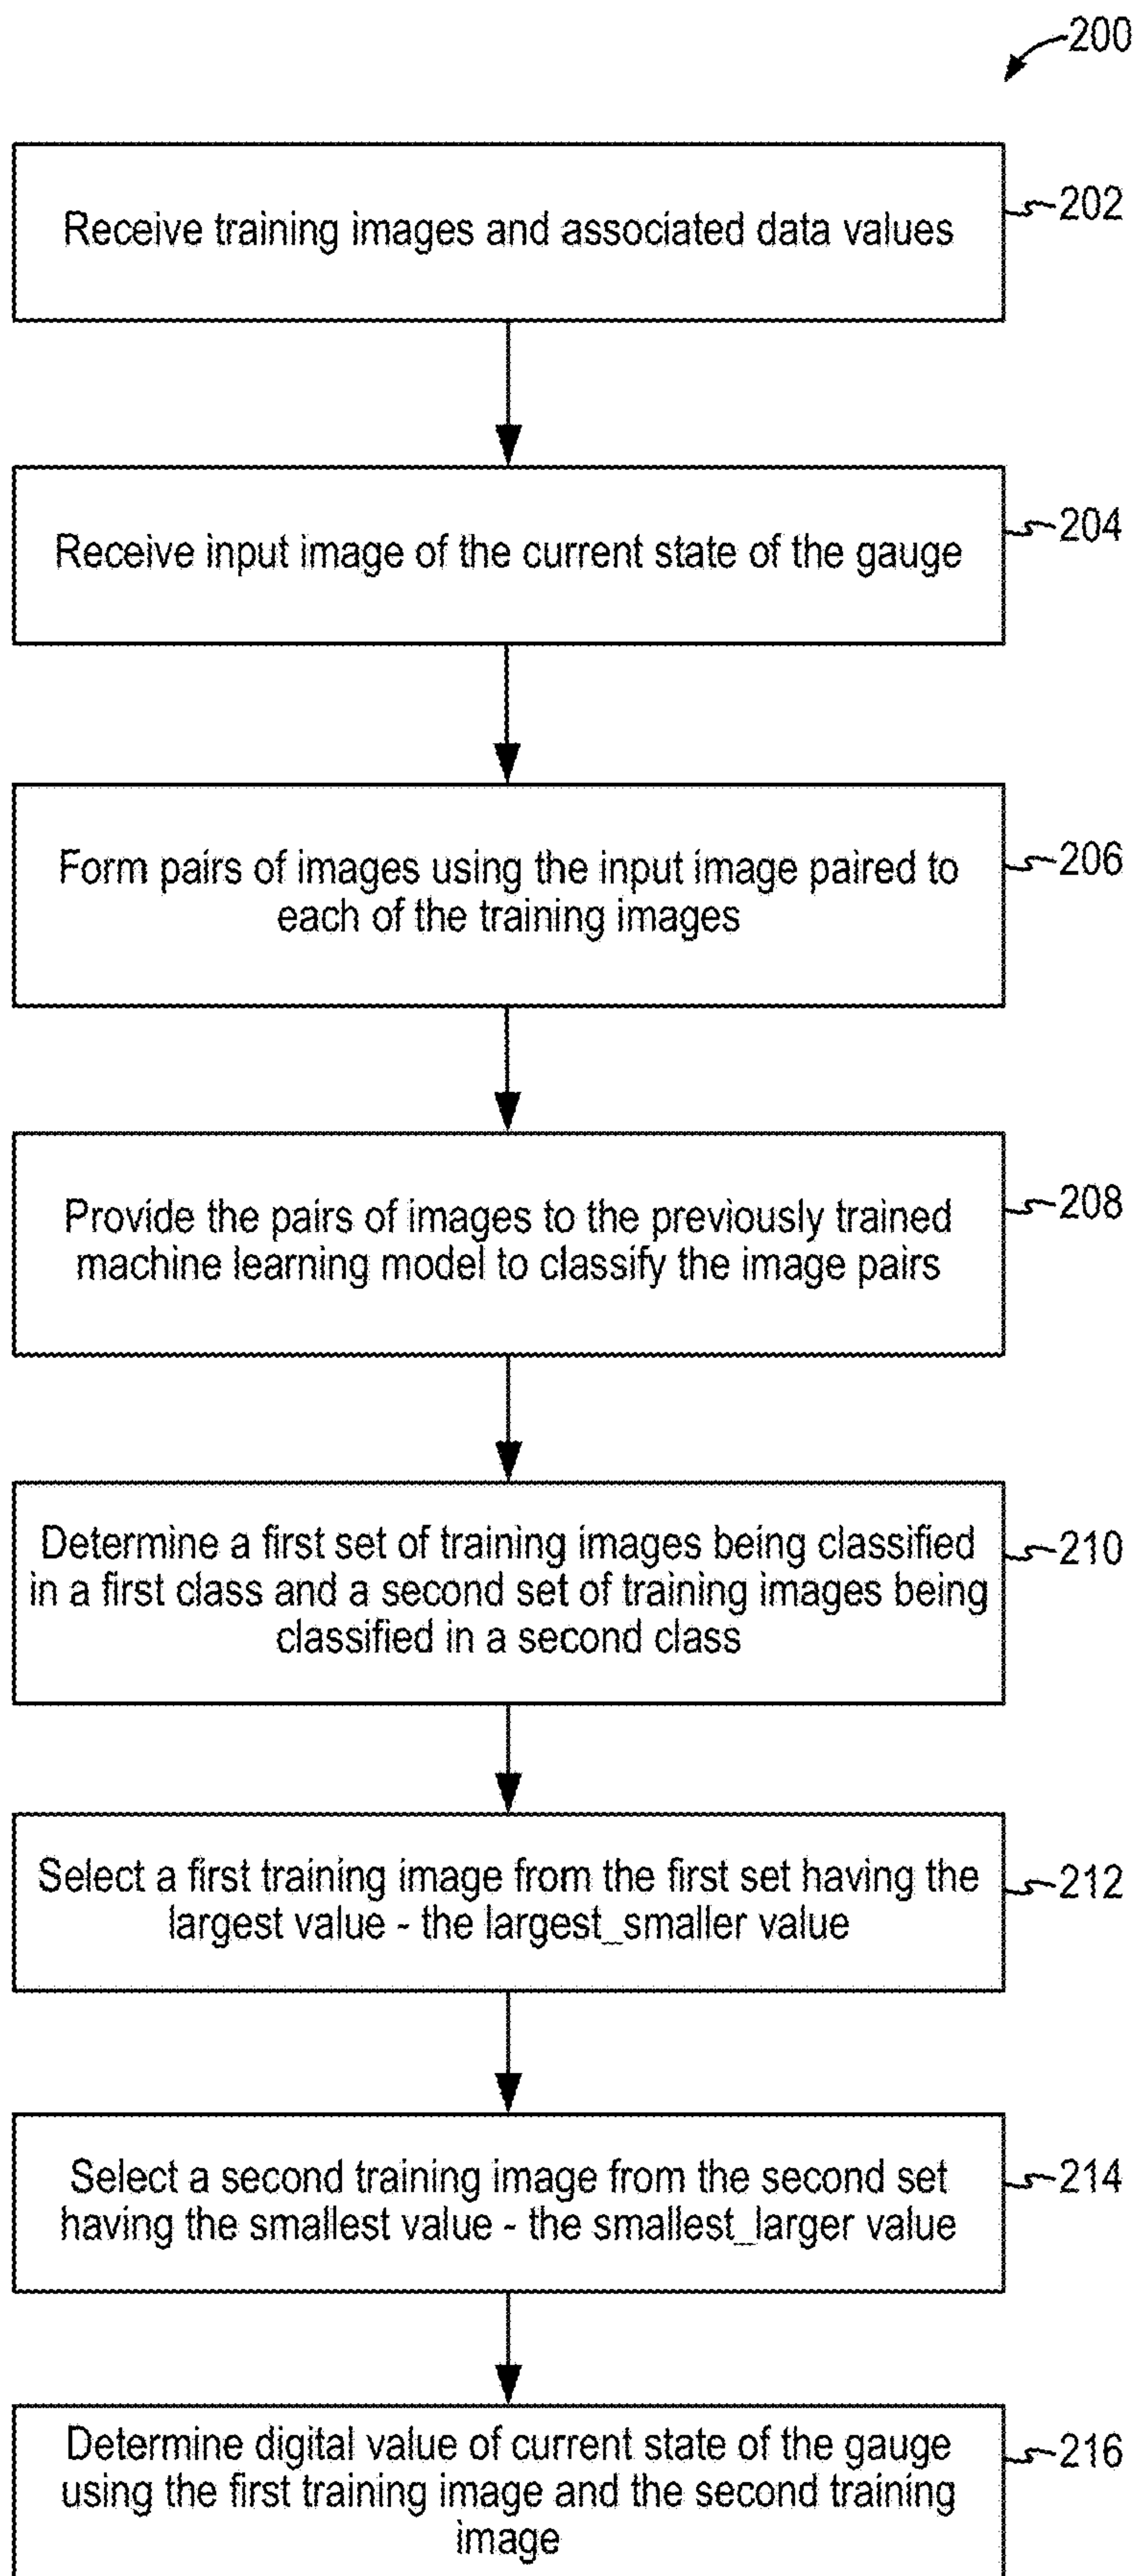 200
Receive training images and associated data values
202
Receive input image of the current state of the gauge
204
Form pairs of images using the input image paired to
each of the training images
206
Provide the pairs of images to the previously trained
machine learning model to classify the image pairs
208
Determine a first set of training images being classified
in a first class and a second set of training images being
classified in a second class
210
Select a first training image from the first set having the
largest value - the largest_smaller value
212
Select a second training image from the second set
having the smallest value - the smallest_larger value
214
Determine digital value of current state of the gauge
using the first training image and the second training
image
216